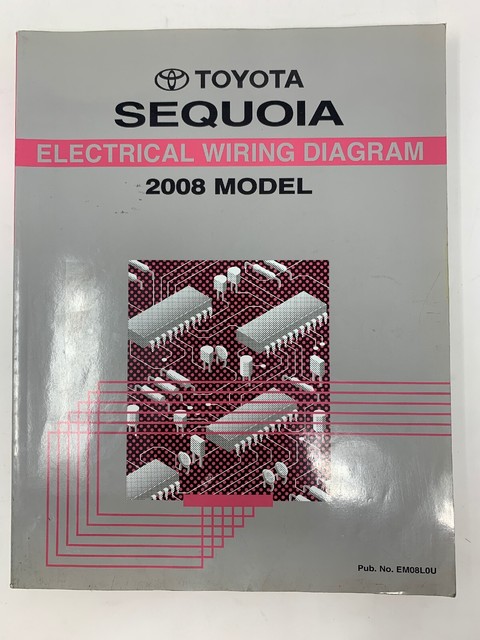 TOYOTA
SEQUOIA
ELECTRICAL WIRING DIAGRAM
2008 MODEL
Pub. No. EM08L0U